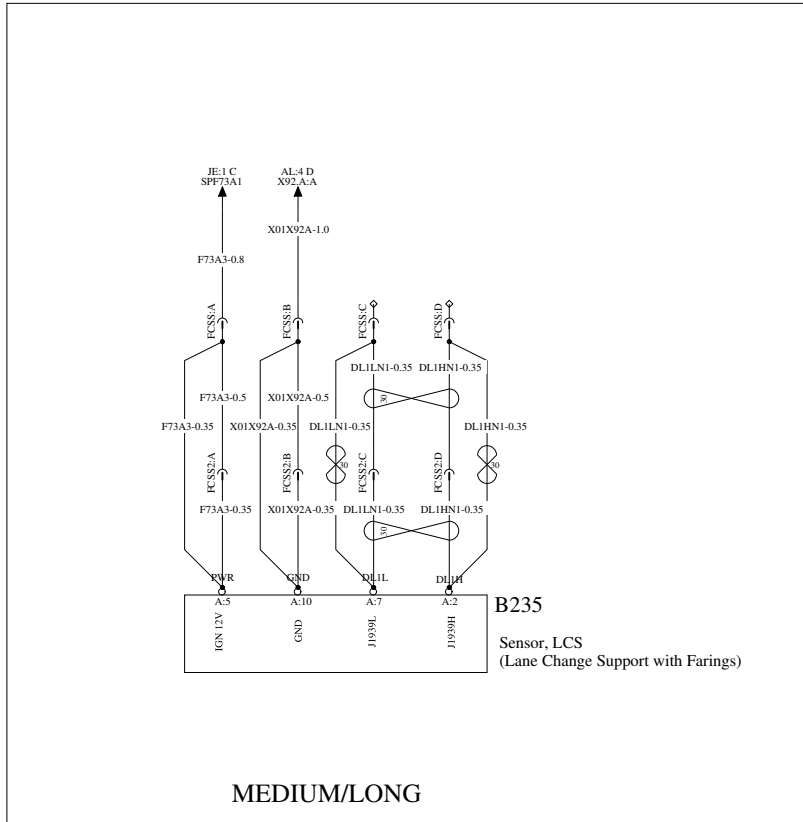 JE:1 C
SPF73A1
AL:4 D
X92.A:A
X01X92A-1.0
F73A3-0.8
FCSS:A
FCSS:B
FCSS:C
FCSS:D
DL1LN1-0.35
DL1HN1-0.35
F73A3-0.5
X01X92A-0.5
30
F73A3-0.35
X01X92A-0.35
DL1LN1-0.35
DL1HN1-0.35
30
30
FCSS2:A
FCSS2:B
FCSS2:C
FCSS2:D
F73A3-0.35
X01X92A-0.35
DL1LN1-0.35
DL1HN1-0.35
30
PWR
GND
DL1L
DL1H
A:5
A:10
A:7
A:2
B235
IGN 12V
GND
J1939L
J1939H
Sensor, LCS
(Lane Change Support with Farings)
MEDIUM/LONG